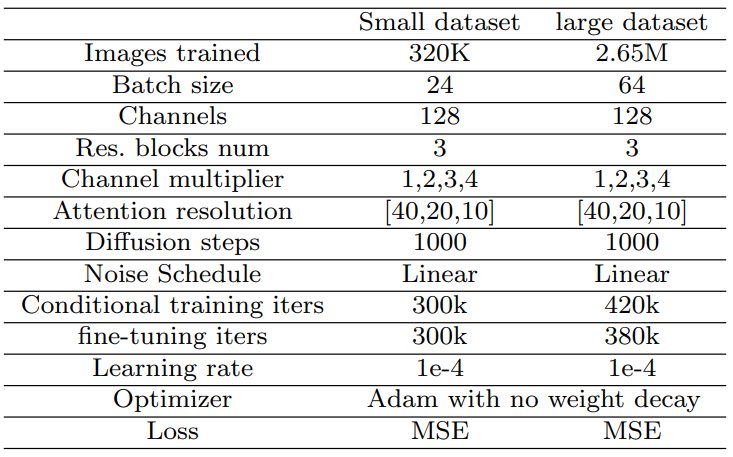 Small dataset large dataset
Images trained 320K 2.65M
Batch size 24 64
Channels 128 128
Res. blocks num 3 3
Channel multiplier 1,2,3,4 1,2,3,4
Attention resolution [40,20,10] [40,20,10]
Diffusion steps 1000 1000
Noise Schedule Linear Linear
Conditional training iters 300k 420k
fine-tuning iters 300k 380k
Learning rate 1e-4 1e-4
Optimizer Adam with no weight decay
Loss MSE MSE